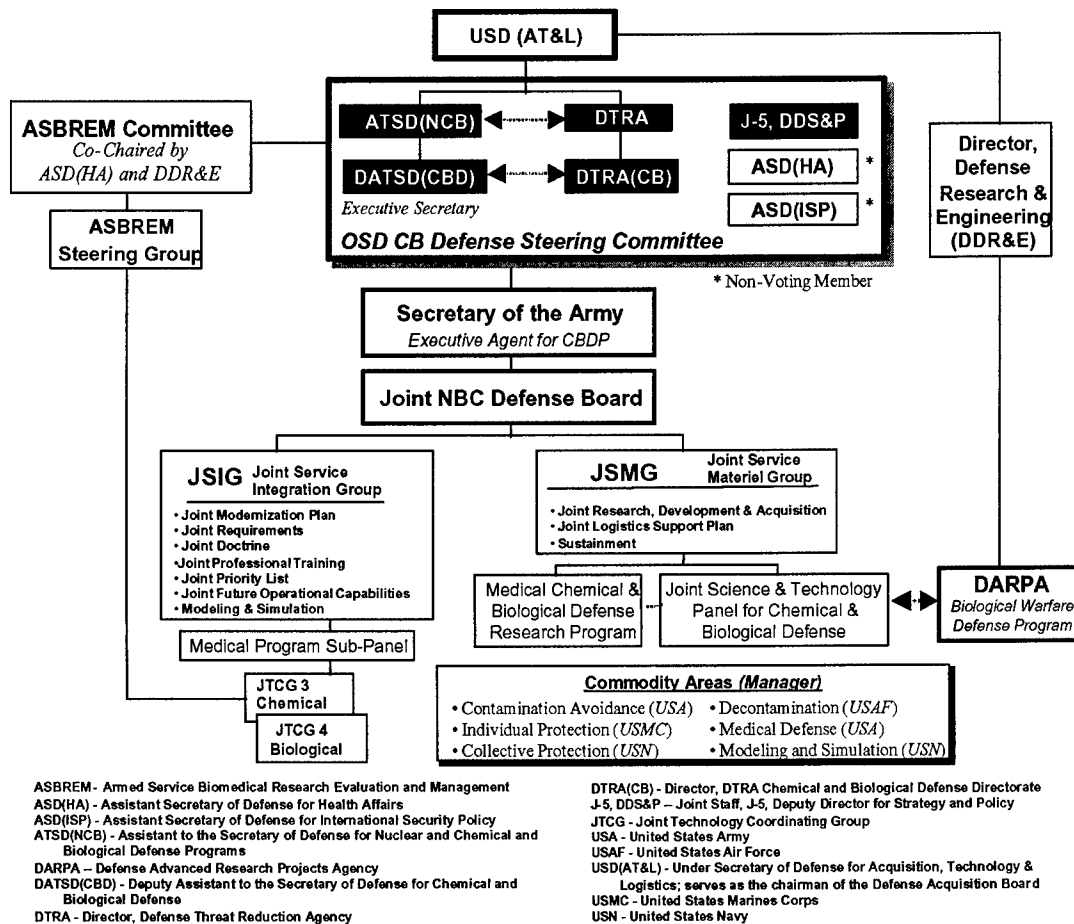 USD (AT&L)
ASBREM Committee
Co-Chaired by
ASD(HA) and DDR&E
ASBREM
Steering Group
ATSD(NCB)
DTRA
J-5, DDS&P
DATSD(CBD)
DTRA(CB)
ASD(HA) *
ASD(ISP) *
Executive Secretary
OSD CB Defense Steering Committee
* Non-Voting Member
Director,
Defense
Research &
Engineering
(DDR&E)
Secretary of the Army
Executive Agent for CBDP
Joint NBC Defense Board
JSIG Joint Service
Integration Group
• Joint Modernization Plan
• Joint Requirements
• Joint Doctrine
• Joint Professional Training
• Joint Priority List
• Joint Future Operational Capabilities
• Modeling & Simulation
JSMG Joint Service
Materiel Group
• Joint Research, Development & Acquisition
• Joint Logistics Support Plan
• Sustainment
Medical Program Sub-Panel
JTCG 3
Chemical
JTCG 4
Biological
Medical Chemical &
Biological Defense
Research Program
Joint Science & Technology
Panel for Chemical &
Biological Defense
DARPA
Biological Warfare
Defense Program
Commodity Areas (Manager)
• Contamination Avoidance (USA)
• Individual Protection (USMC)
• Collective Protection (USN)
• Decontamination (USAF)
• Medical Defense (USA)
• Modeling and Simulation (USN)
ASBREM - Armed Service Biomedical Research Evaluation and Management
ASD(HA) - Assistant Secretary of Defense for Health Affairs
ASD(ISP) - Assistant Secretary of Defense for International Security Policy
ATSD(NCB) - Assistant to the Secretary of Defense for Nuclear and Chemical and
Biological Defense Programs
DARPA – Defense Advanced Research Projects Agency
DATSD(CBD) - Deputy Assistant to the Secretary of Defense for Chemical and
Biological Defense
DTRA - Director, Defense Threat Reduction Agency
DTRA(CB) - Director, DTRA Chemical and Biological Defense Directorate
J-5, DDS&P – Joint Staff, J-5, Deputy Director for Strategy and Policy
JTCG - Joint Technology Coordinating Group
USA - United States Army
USAF - United States Air Force
USD(AT&L) - Under Secretary of Defense for Acquisition, Technology &
Logistics; serves as the chairman of the Defense Acquisition Board
USMC - United States Marines Corps
USN - United States Navy